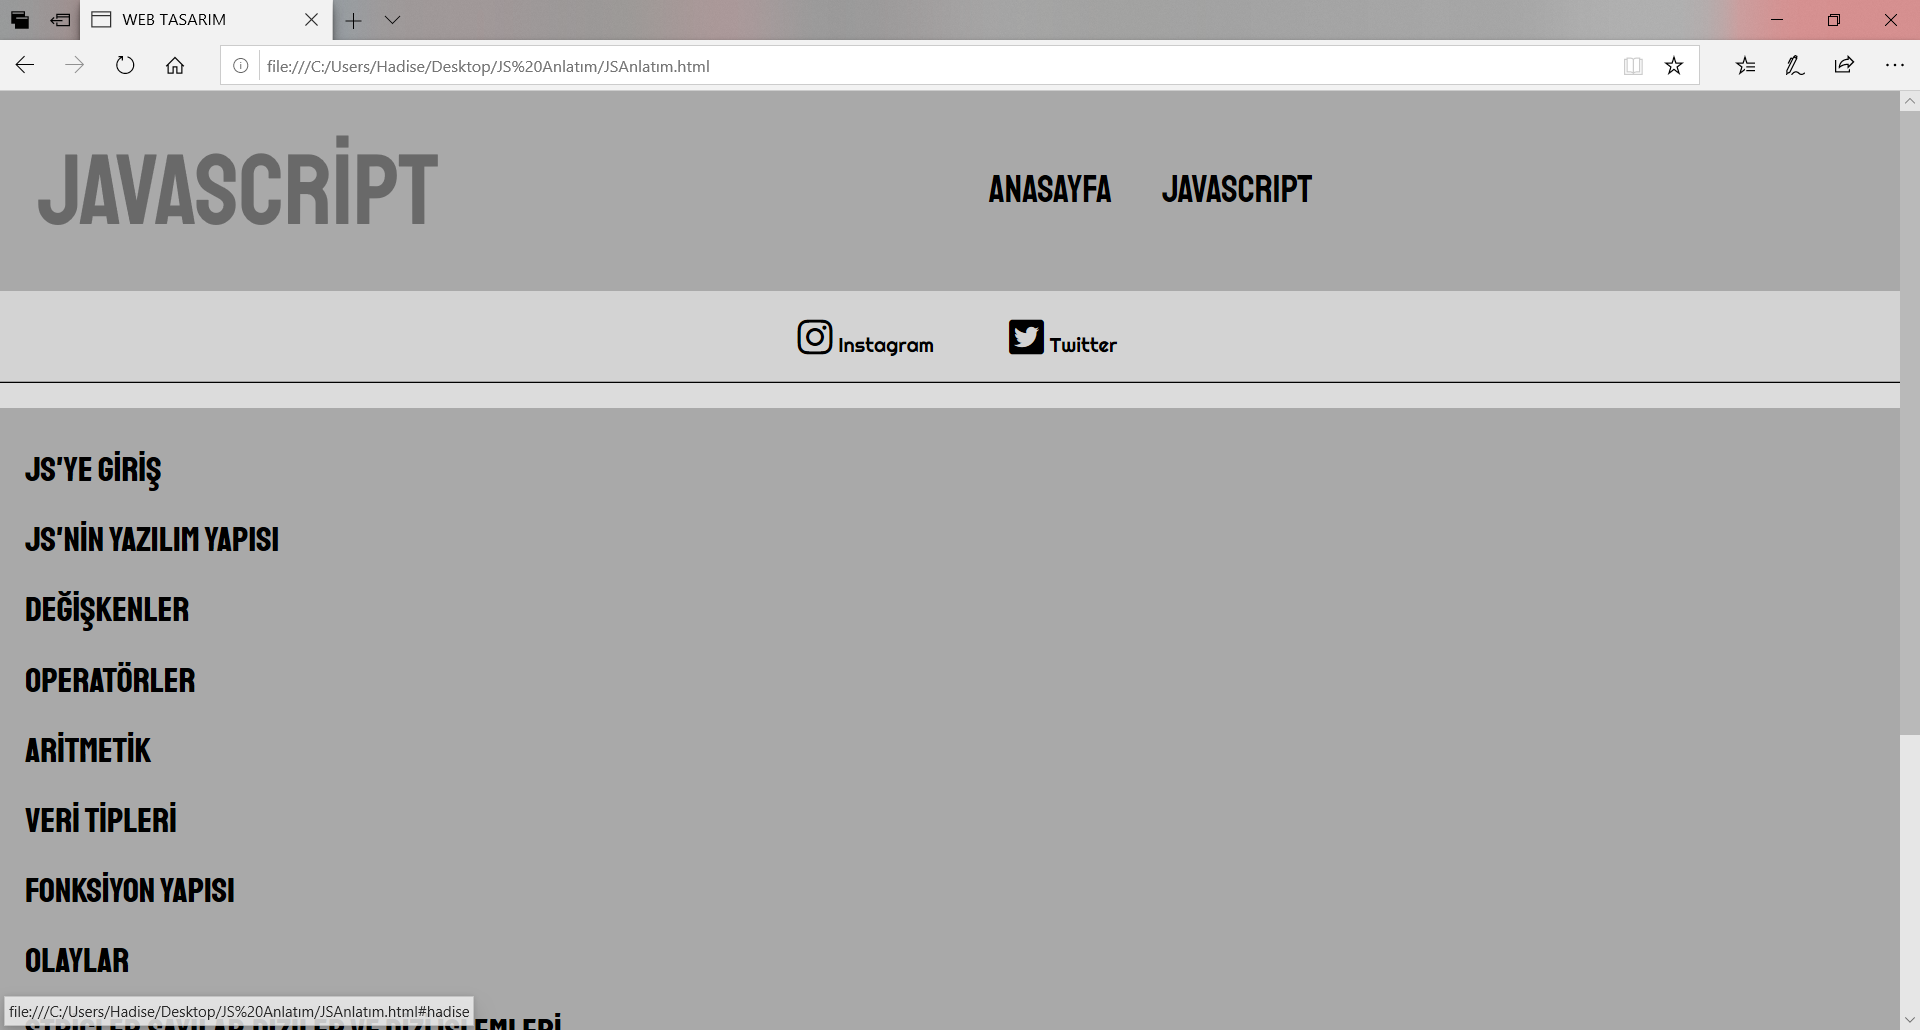 WEB TASARIM
file:///C:/Users/Hadise/Desktop/JS%20Anlatım/JSAnlatım.html
JAVASCRİPT
ANASAYFA JAVASCRIPT
Instagram Twitter
JS'YE GİRİŞ
JS'NİN YAZILIM YAPISI
DEĞİŞKENLER
OPERATÖRLER
ARİTMETİK
VERİ TİPLERİ
FONKSİYON YAPISI
OLAYLAR
file:///C:/Users/Hadise/Desktop/JS%20Anlatım/JSAnlatım.html#hadise